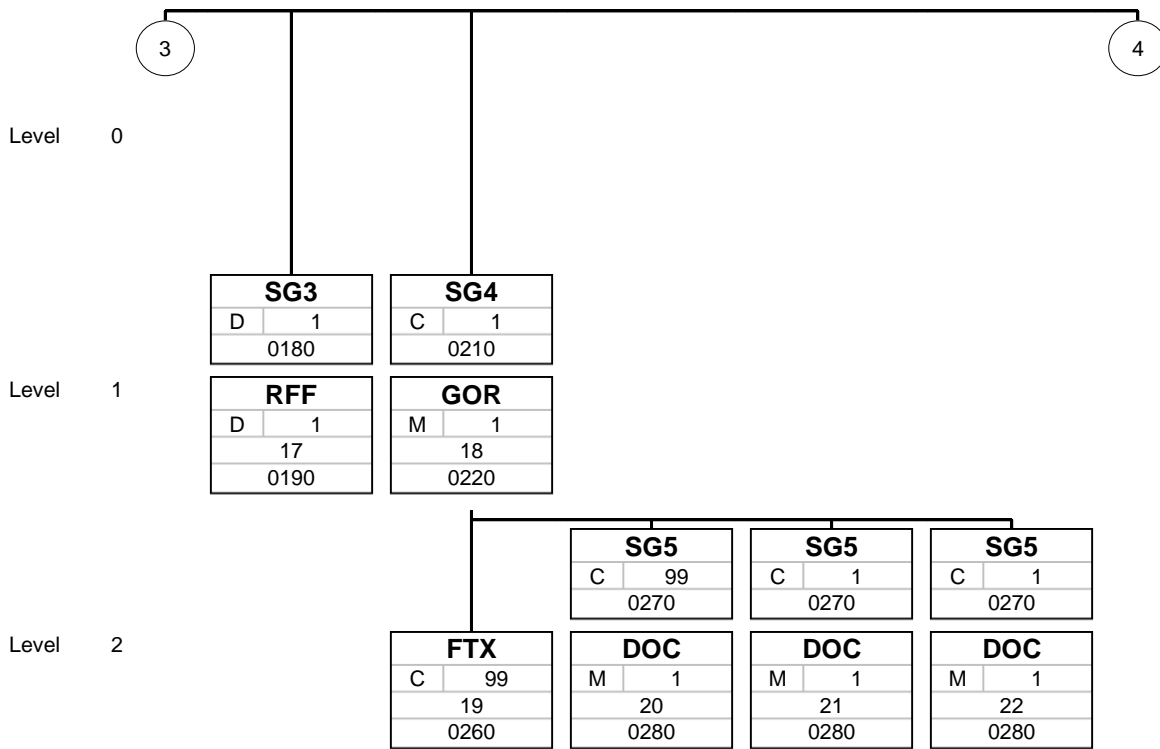 3 4
Level 0
SG3 SG4
D 1 C 1
0180 0210
Level 1
RFF GOR
D 1 M 1
17 18
0190 0220
SG5 SG5 SG5
C 99 C 1 C 1
0270 0270 0270
Level 2
FTX DOC DOC DOC
C 99 M 1 M 1 M 1
19 20 21 22
0260 0280 0280 0280